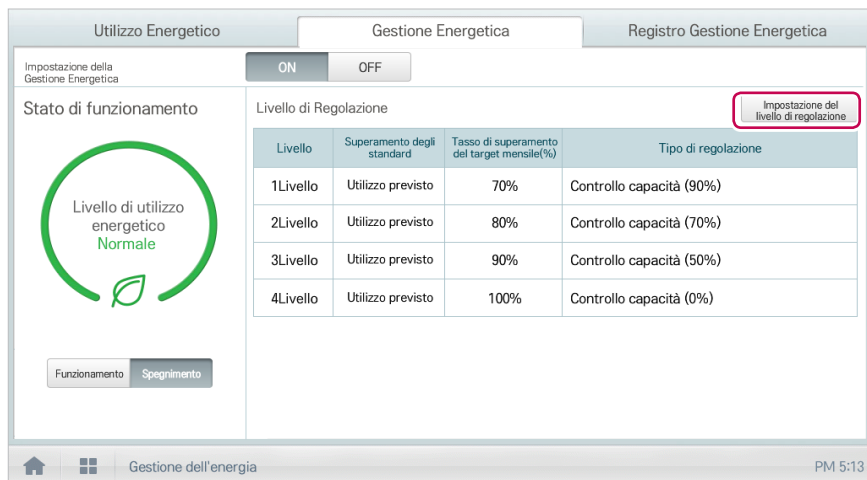 Utilizzo Energetico
Gestione Energetica
Registro Gestione Energetica
Impostazione della
Gestione Energetica
ON
OFF
Stato di funzionamento
Livello di utilizzo
energetico
Normale
Funzionamento
Spegnimento
Livello di Regolazione
Impostazione del
livello di regolazione
Livello
Superamento degli
standard
Tasso di superamento
del target mensile(%)
Tipo di regolazione
1Livello Utilizzo previsto 70% Controllo capacità (90%)
2Livello Utilizzo previsto 80% Controllo capacità (70%)
3Livello Utilizzo previsto 90% Controllo capacità (50%)
4Livello Utilizzo previsto 100% Controllo capacità (0%)
Gestione dell'energia
PM 5:13